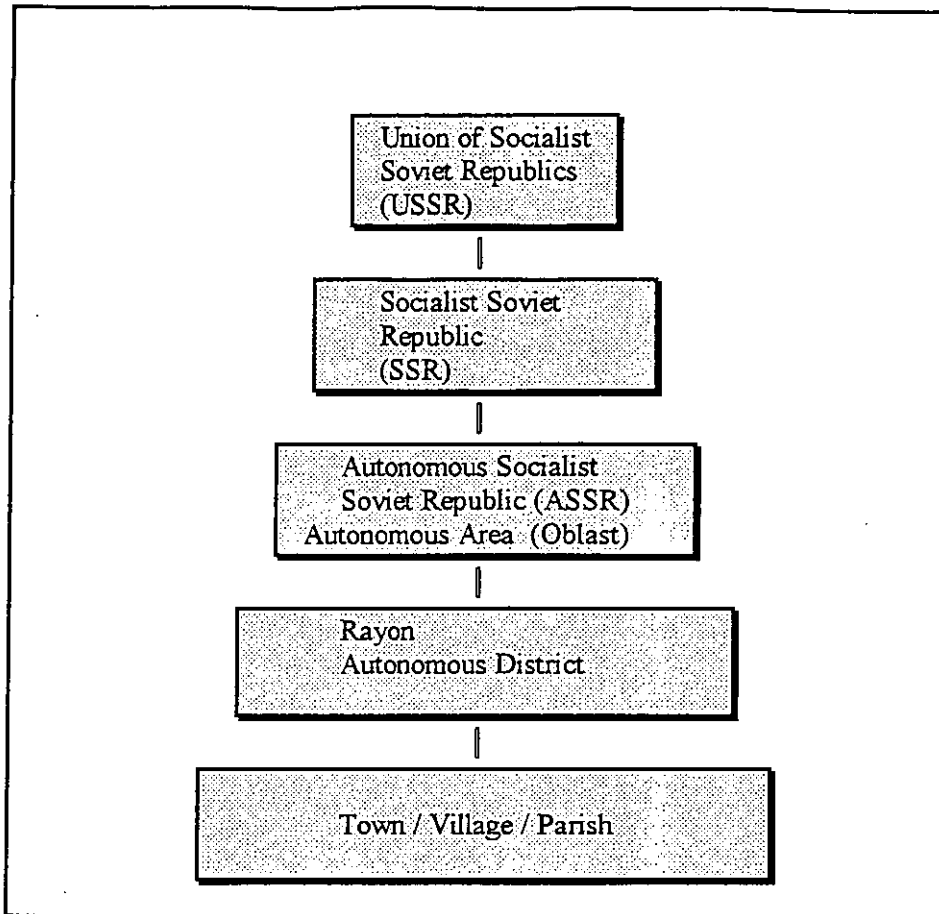 Union of Socialist
Soviet Republics
(USSR)
Socialist Soviet
Republic
(SSR)
Autonomous Socialist
Soviet Republic (ASSR)
Autonomous Area (Oblast)
Rayon
Autonomous District
Town / Village / Parish